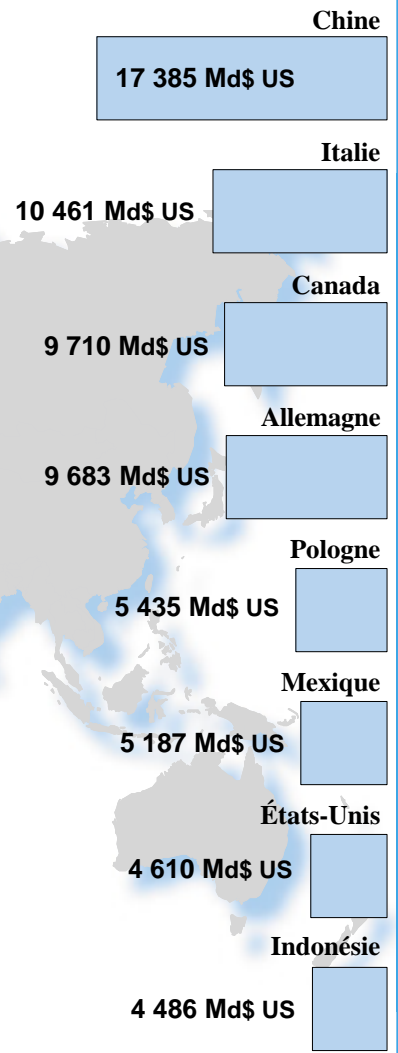 Chine
17 385 Md$ US
Italie
10 461 Md$ US
Canada
9 710 Md$ US
Allemagne
9 683 Md$ US
Pologne
5 435 Md$ US
Mexique
5 187 Md$ US
États-Unis
4 610 Md$ US
Indonésie
4 486 Md$ US